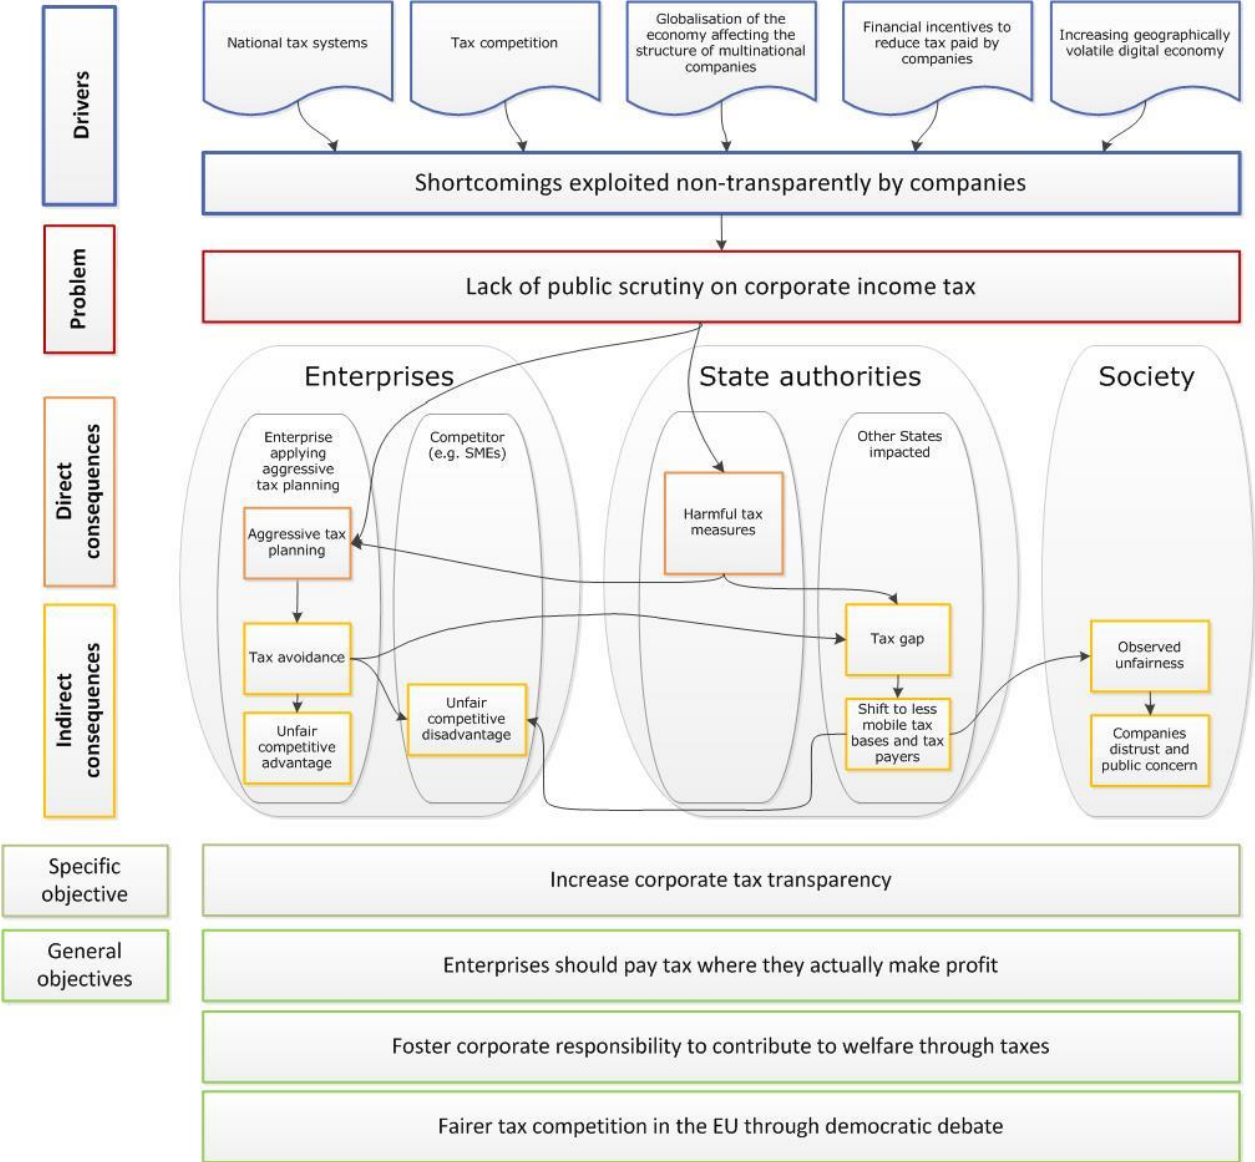 Drivers
National tax systems
Tax competition
Globalisation of the
economy affecting the
structure of multinational
companies
Financial incentives to
reduce tax paid by
companies
Increasing geographically
volatile digital economy
Shortcomings exploited non-transparently by companies
Problem
Lack of public scrutiny on corporate income tax
Enterprises
State authorities
Society
Direct
consequences
Enterprise
applying
aggressive
tax planning
Competitor
(e.g. SMEs)
Other States
impacted
Aggressive tax
planning
Harmful tax
measures
Indirect
consequences
Tax avoidance
Unfair
competitive
advantage
Unfair
competitive
disadvantage
Tax gap
Shift to less
mobile tax
bases and tax
payers
Observed
unfairness
Companies
distrust and
public concern
Specific
objective
Increase corporate tax transparency
General
objectives
Enterprises should pay tax where they actually make profit
Foster corporate responsibility to contribute to welfare through taxes
Fairer tax competition in the EU through democratic debate